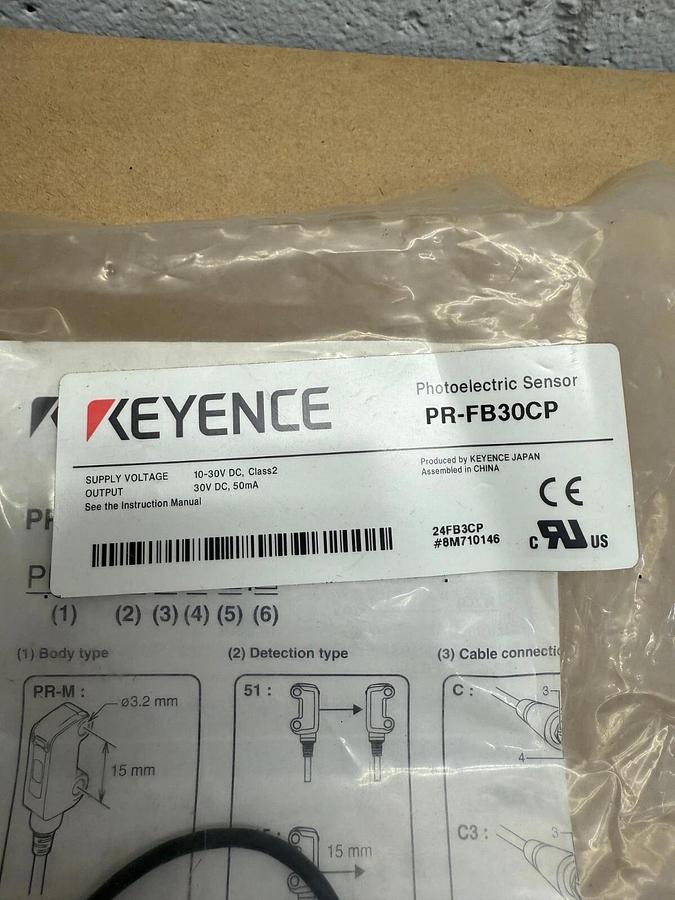 KEYENCE
Photoelectric Sensor
PR-FB30CP
SUPPLY VOLTAGE 10-30V DC, Class2
OUTPUT 30V DC, 50mA
See the Instruction Manual
Produced by KEYENCE JAPAN
Assembled in CHINA
CE
24FB3CP
#8M710146
c RU US
(1) (2) (3) (4) (5) (6)
(1) Body type
(2) Detection type
(3) Cable
PR-M :
ø3.2 mm
15 mm
51 :
15 mm
C :
3
4
C3 :
3